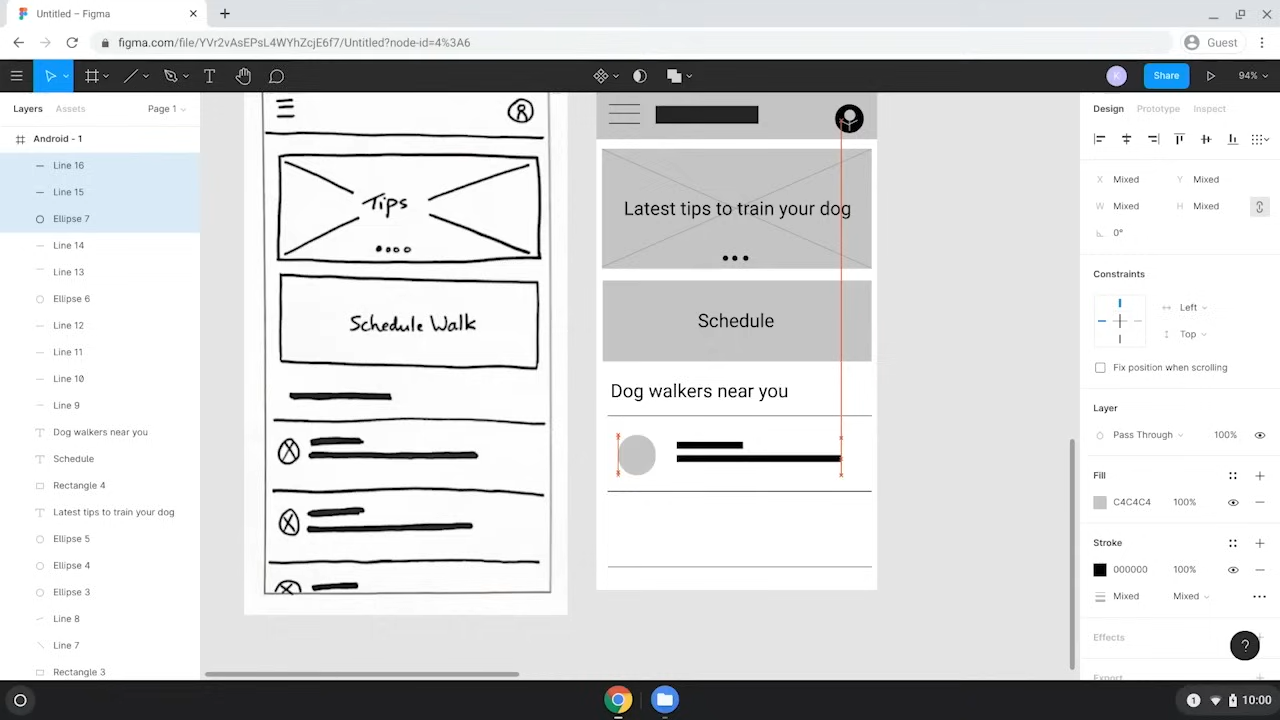 Untitled – Figma
figma.com/file/YVr2vAsEPsL4WYhZcjE6f7/Untitled?node-id=4%3A6
Guest
K
Share
94%
Layers
Assets
Page 1
Android - 1
Line 16
Line 15
Ellipse 7
Line 14
Line 13
Ellipse 6
Line 12
Line 11
Line 10
Line 9
Dog walkers near you
Schedule
Rectangle 4
Latest tips to train your dog
Ellipse 5
Ellipse 4
Ellipse 3
Line 8
Line 7
Rectangle 3
Tips
Schedule Walk
Latest tips to train your dog
Schedule
Dog walkers near you
Design
Prototype
Inspect
X Mixed
Y Mixed
W Mixed
H Mixed
0°
Constraints
Left
Top
Fix position when scrolling
Layer
Pass Through
100%
Fill
C4C4C4
100%
Stroke
000000
100%
Mixed
Mixed
Effects
?
Export
1
10:00